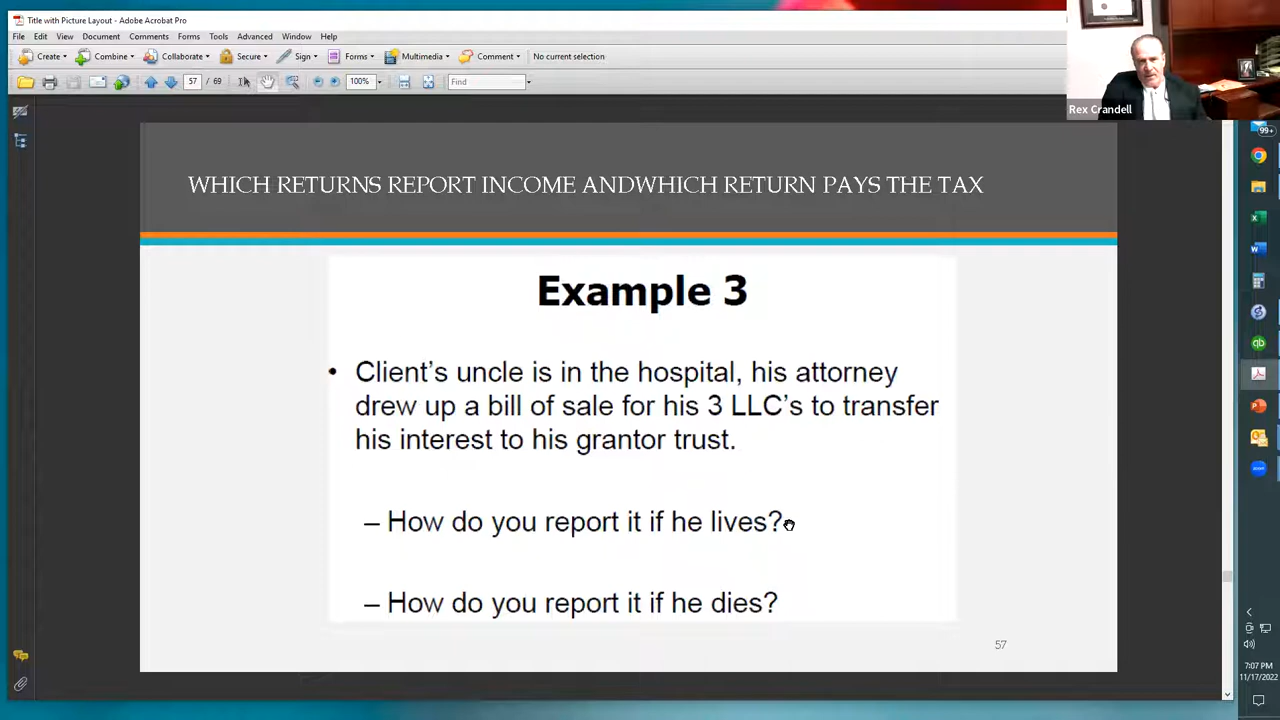 Title with Picture Layout - Adobe Acrobat Pro
File Edit View Document Comments Forms Tools Advanced Window Help
Create Combine Collaborate Secure Sign Forms Multimedia Comment No current selection
57 / 69 100% Find
Rex Crandell
99+
WHICH RETURNS REPORT INCOME ANDWHICH RETURN PAYS THE TAX
Example 3
• Client's uncle is in the hospital, his attorney
drew up a bill of sale for his 3 LLC's to transfer
his interest to his grantor trust.
– How do you report it if he lives?
– How do you report it if he dies?
57
7:07 PM
11/17/2022